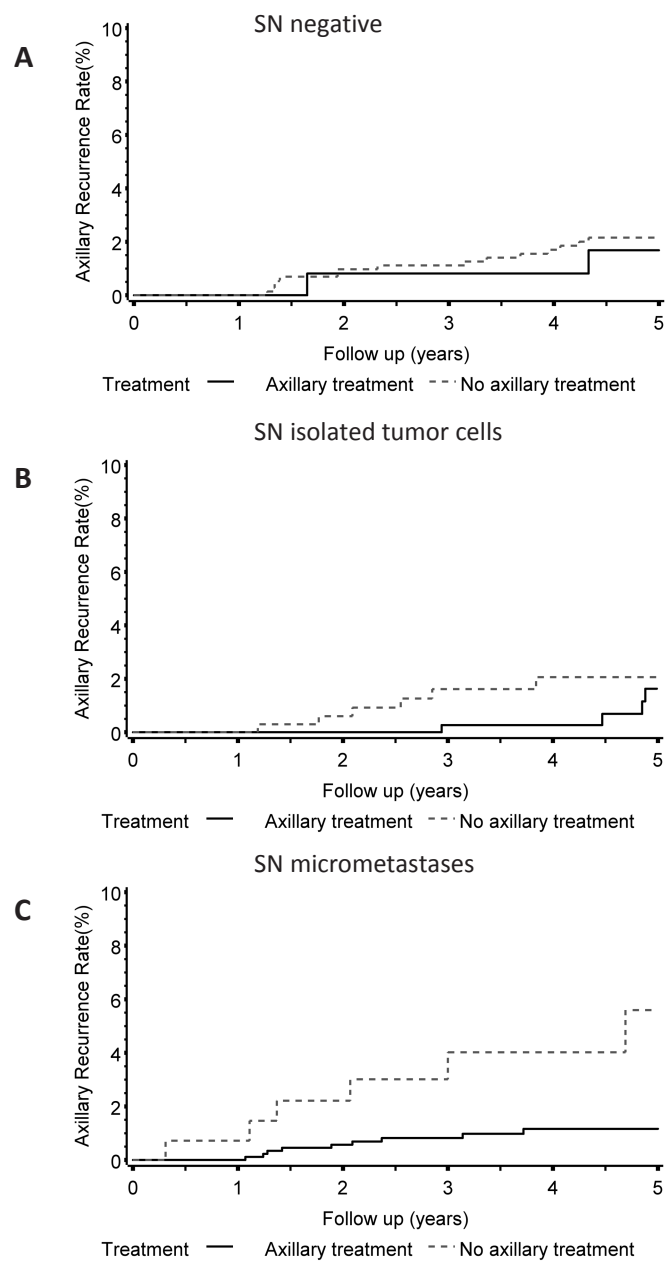 SN negative
A
Axillary Recurrence Rate(%)
10
8
6
4
2
0
0 1 2 3 4 5
Follow up (years)
Treatment Axillary treatment No axillary treatment
SN isolated tumor cells
B
Axillary Recurrence Rate(%)
10
8
6
4
2
0
0 1 2 3 4 5
Follow up (years)
Treatment Axillary treatment No axillary treatment
SN micrometastases
C
Axillary Recurrence Rate(%)
10
8
6
4
2
0
0 1 2 3 4 5
Follow up (years)
Treatment Axillary treatment No axillary treatment